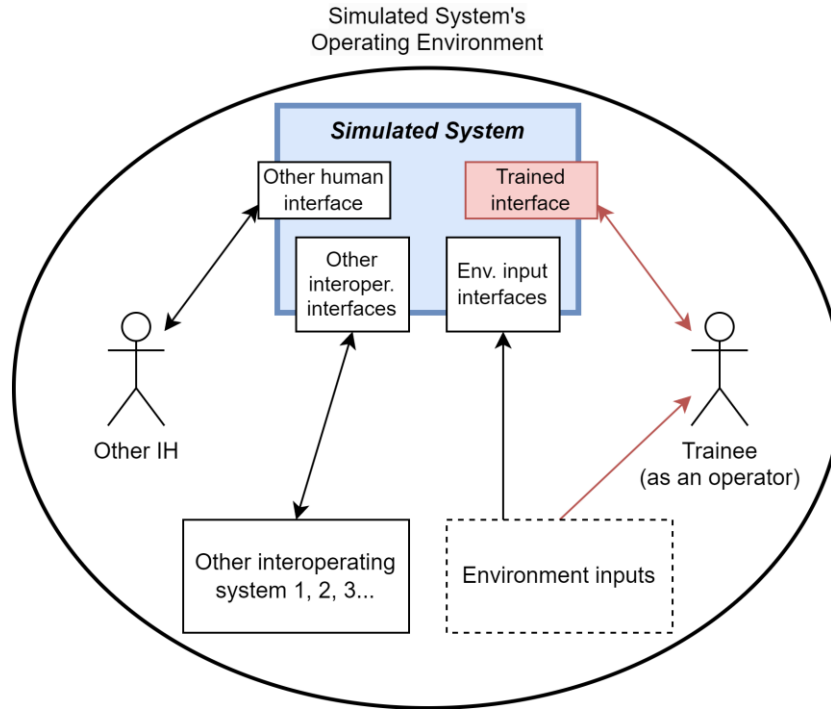 Simulated System's
Operating Environment
Simulated System
Other human
interface
Trained
interface
Other
interoper.
interfaces
Env. input
interfaces
Other IH
Trainee
(as an operator)
Other interoperating
system 1, 2, 3...
Environment inputs